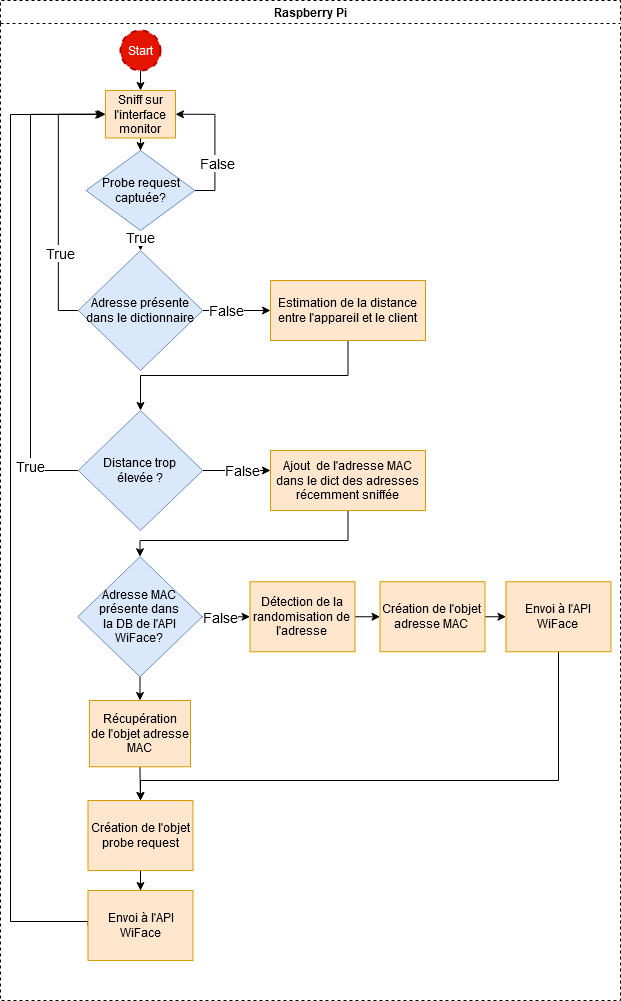 Raspberry Pi
Start
Sniff sur
l'interface
monitor
False
Probe request
captuée?
True
True
Adresse présente
dans le dictionnaire
False
Estimation de la distance
entre l'appareil et le client
True
Distance trop
élevée ?
False
Ajout de l'adresse MAC
dans le dict des adresses
récemment sniffée
Adresse MAC
présente dans
la DB de l'API
WiFace?
False
Détection de la
randomisation de
l'adresse
Création de l'objet
adresse MAC
Envoi à l'API
WiFace
Récupération
de l'objet adresse
MAC
Création de l'objet
probe request
Envoi à l'API
WiFace